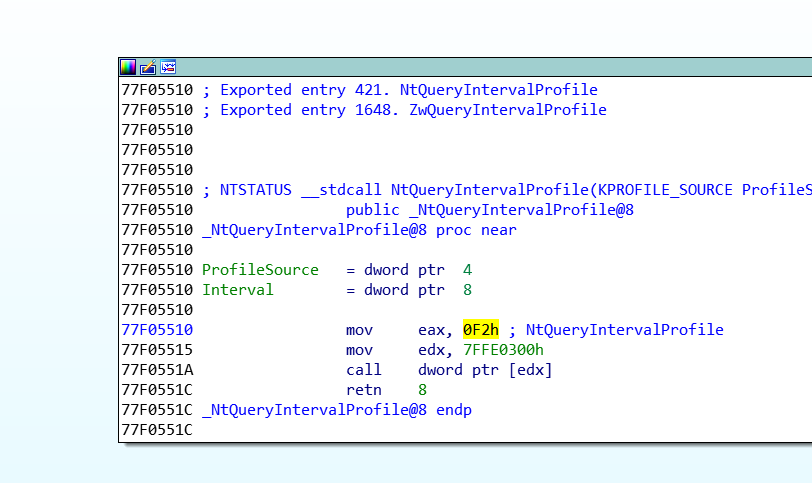 77F05510 ; Exported entry 421. NtQueryIntervalProfile
77F05510 ; Exported entry 1648. ZwQueryIntervalProfile
77F05510
77F05510
77F05510
77F05510 ; NTSTATUS __stdcall NtQueryIntervalProfile(KPROFILE_SOURCE ProfileS
77F05510 public _NtQueryIntervalProfile@8
77F05510 _NtQueryIntervalProfile@8 proc near
77F05510
77F05510 ProfileSource = dword ptr 4
77F05510 Interval = dword ptr 8
77F05510
77F05510 mov eax, 0F2h ; NtQueryIntervalProfile
77F05515 mov edx, 7FFE0300h
77F0551A call dword ptr [edx]
77F0551C retn 8
77F0551C _NtQueryIntervalProfile@8 endp
77F0551C